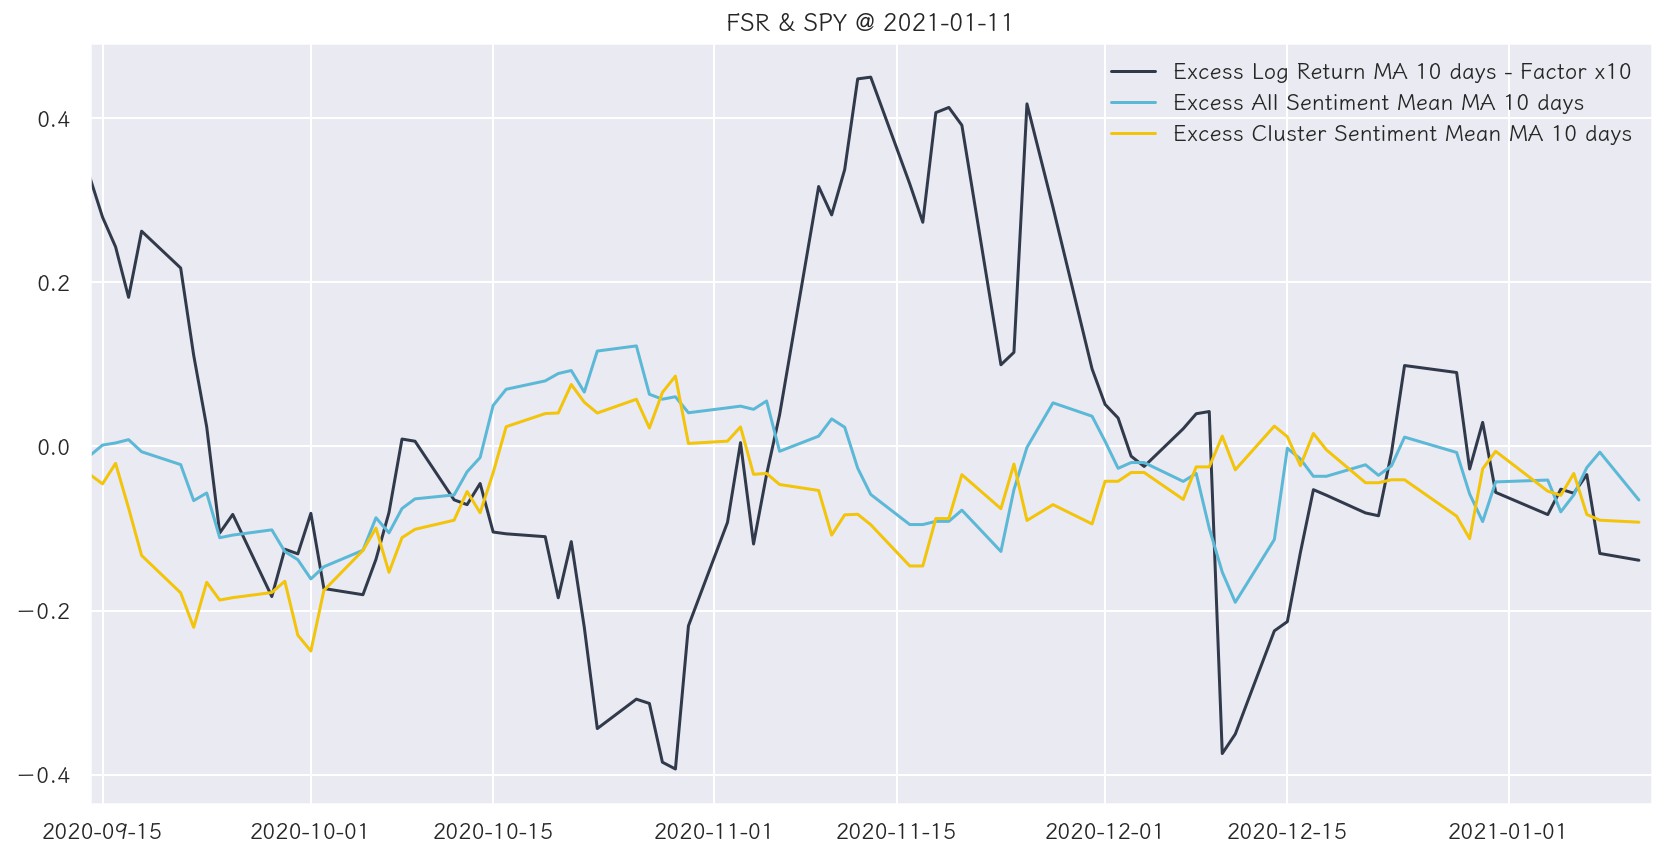 FSR & SPY @ 2021-01-11
Excess Log Return MA 10 days - Factor x10
Excess All Sentiment Mean MA 10 days
Excess Cluster Sentiment Mean MA 10 days
0.4
0.2
0.0
−0.2
−0.4
2020-09-15 2020-10-01 2020-10-15 2020-11-01 2020-11-15 2020-12-01 2020-12-15 2021-01-01